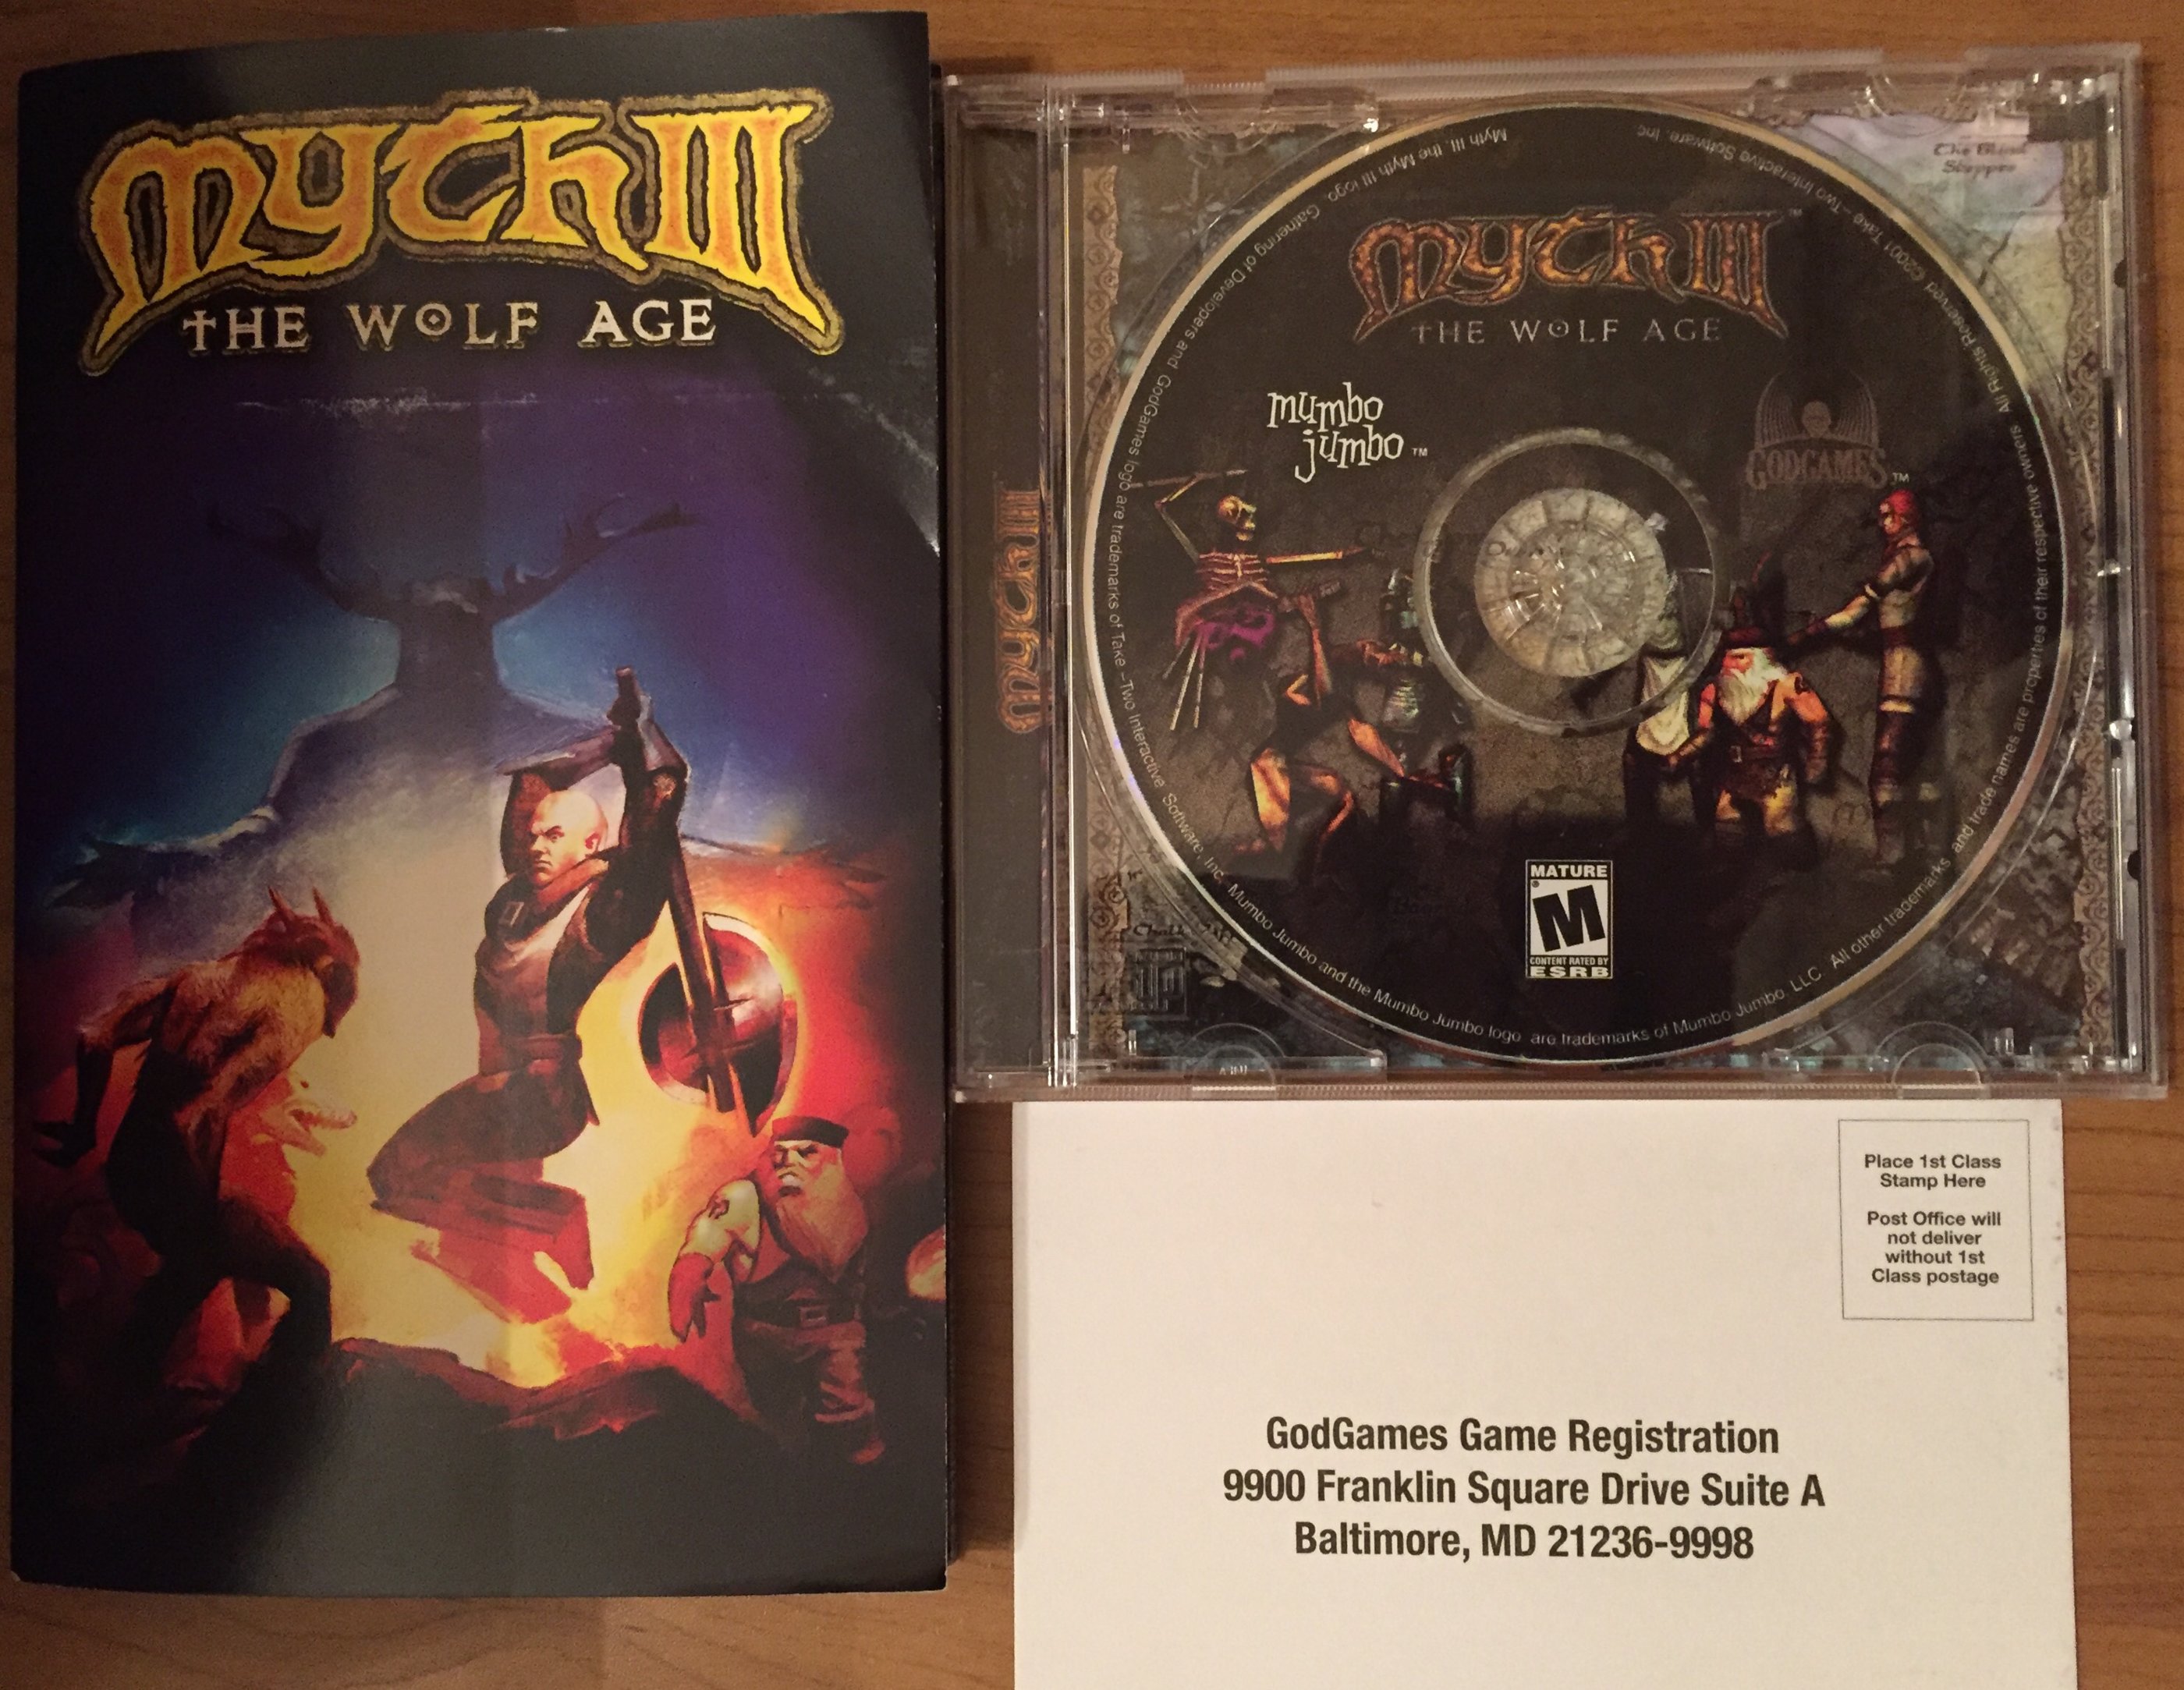 Myth III
THE WOLF AGE
Myth III
Myth III ™
THE WOLF AGE
mumbo
jumbo ™
GODGAMES ™
MATURE
M
CONTENT RATED BY
ESRB
©2001 Take-Two Interactive Software, Inc
All Rights Reserved
Myth III, the Myth III logo, Gathering of Developers and GodGames logo are trademarks of Take-Two Interactive Software, Inc. Mumbo Jumbo and the Mumbo Jumbo logo are trademarks of Mumbo Jumbo, LLC All other trademarks and trade names are properties of their respective owners
Place 1st Class
Stamp Here
Post Office will
not deliver
without 1st
Class postage
GodGames Game Registration
9900 Franklin Square Drive Suite A
Baltimore, MD 21236-9998